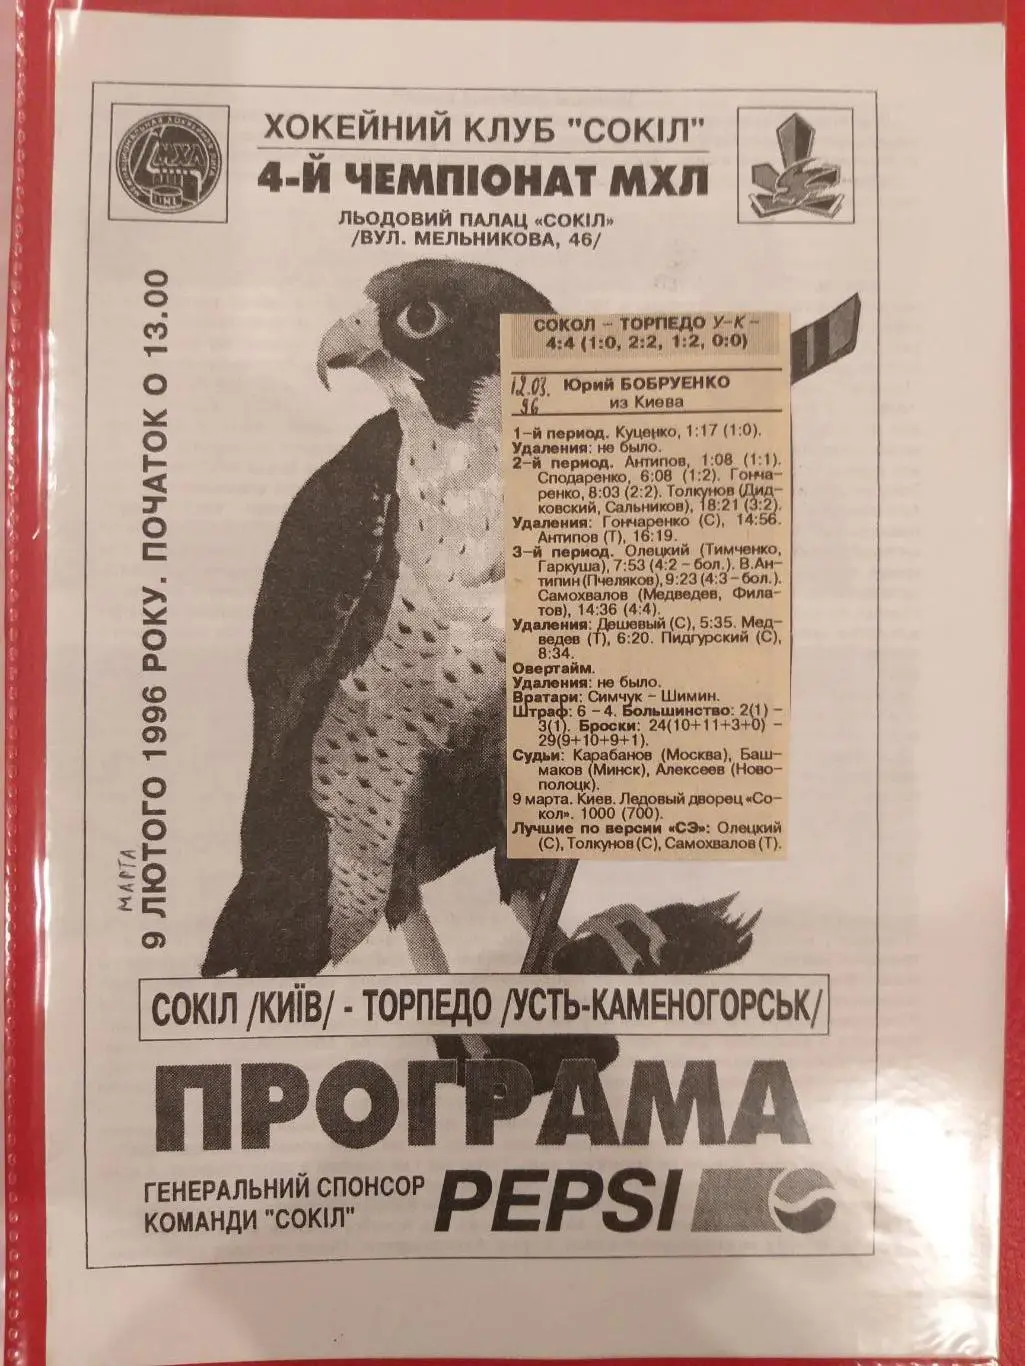 ХОКЕЙНИЙ КЛУБ "СОКІЛ"
4-Й ЧЕМПІОНАТ МХЛ
ЛЬОДОВИЙ ПАЛАЦ «СОКІЛ»
/ВУЛ. МЕЛЬНИКОВА, 46/
МХЛ
9 ЛЮТОГО 1996 РОКУ. ПОЧАТОК О 13.00
МАРТА
СОКОЛ – ТОРПЕДО У-К –
4:4 (1:0, 2:2, 1:2, 0:0)
12.03.
96
Юрий БОБРУЕНКО
из Киева
1-й период. Куценко, 1:17 (1:0).
Удаления: не было.
2-й период. Антипов, 1:08 (1:1).
Сподаренко, 6:08 (1:2). Гонча-
ренко, 8:03 (2:2). Толкунов (Дид-
ковский, Сальников), 18:21 (3:2).
Удаления: Гончаренко (С), 14:56.
Антипов (Т), 16:19.
3-й период. Олецкий (Тимченко,
Гаркуша), 7:53 (4:2 – бол.). В.Ан-
типин (Пчеляков), 9:23 (4:3 – бол.).
Самохвалов (Медведев, Фила-
тов), 14:36 (4:4).
Удаления: Дешевый (С), 5:35. Мед-
ведев (Т), 6:20. Пидгурский (С),
8:34.
Овертайм.
Удаления: не было.
Вратари: Симчук – Шимин.
Штраф: 6 – 4. Большинство: 2(1) –
3(1). Броски: 24(10+11+3+0) –
29(9+10+9+1).
Судьи: Карабанов (Москва), Баш-
маков (Минск), Алексеев (Ново-
полоцк).
9 марта. Киев. Ледовый дворец «Со-
кол». 1000 (700).
Лучшие по версии «СЭ»: Олецкий
(С), Толкунов (С), Самохвалов (Т).
СОКІЛ /КИЇВ/ - ТОРПЕДО /УСТЬ-КАМЕНОГОРСЬК/
ПРОГРАМА
ГЕНЕРАЛЬНИЙ СПОНСОР
КОМАНДИ "СОКІЛ"
PEPSI